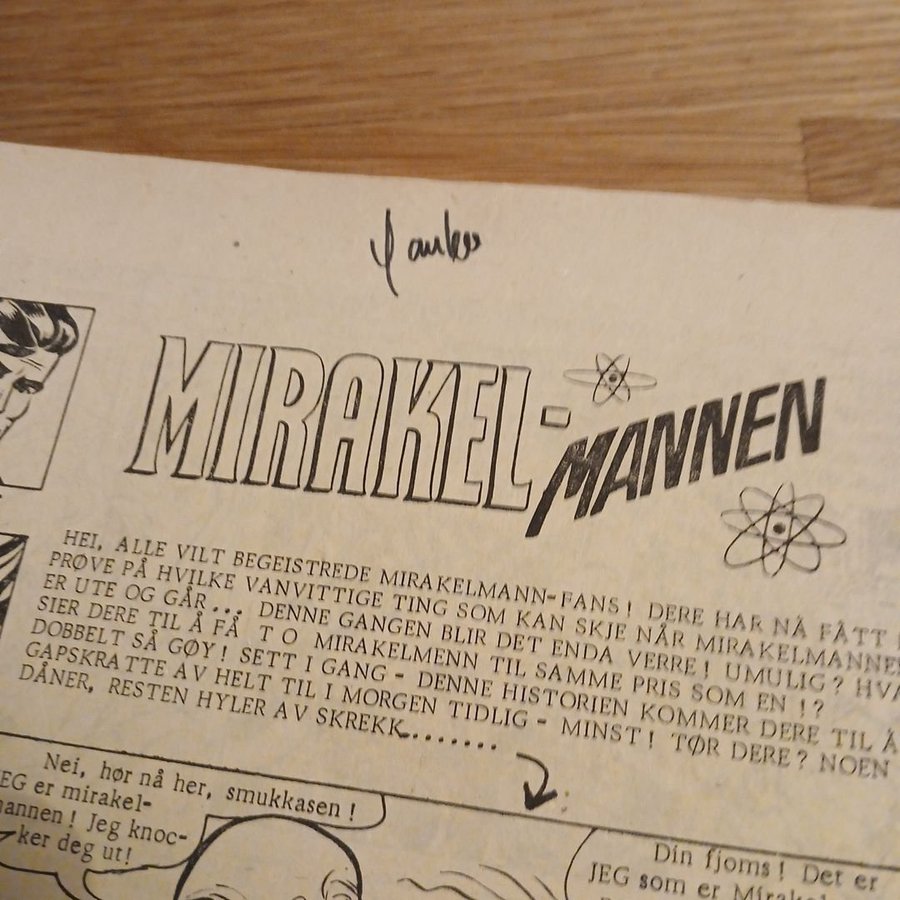 MIRAKEL-
MANNEN
HEI, ALLE VILT BEGEISTREDE MIRAKELMANN-FANS! DERE HAR NÅ FÅTT
PRØVE PÅ HVILKE VANVITTIGE TING SOM KAN SKJE NÅR MIRAKELMANNEN
ER UTE OG GÅR... DENNE GANGEN BLIR DET ENDA VERRE! UMULIG? HVA
SIER DERE TIL Å FÅ T O MIRAKELMENN TIL SAMME PRIS SOM EN!?
DOBBELT SÅ GØY! SETT I GANG - DENNE HISTORIEN KOMMER DERE TIL Å
GAPSKRATTE AV HELT TIL I MORGEN TIDLIG - MINST! TØR DERE? NOEN
DÅNER, RESTEN HYLER AV SKREKK........
Nei, hør nå her, smukkasen!
JEG er mirakel-
mannen! Jeg knoc-
ker deg ut!
Din fjoms! Det er
JEG som er Mirakel